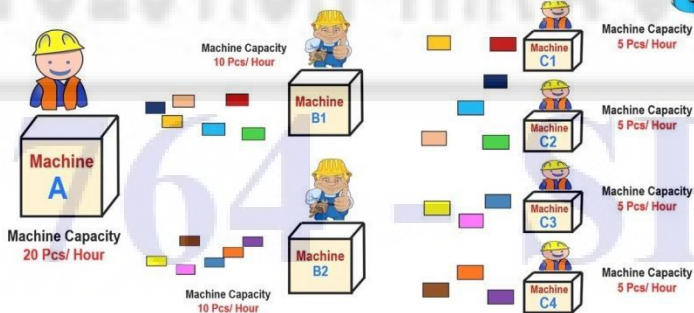 Machine
A
Machine Capacity
20 Pcs/ Hour
Machine Capacity
10 Pcs/ Hour
Machine
B1
Machine
B2
Machine Capacity
10 Pcs/ Hour
Machine
C1
Machine Capacity
5 Pcs/ Hour
Machine
C2
Machine Capacity
5 Pcs/ Hour
Machine
C3
Machine Capacity
5 Pcs/ Hour
Machine
C4
Machine Capacity
5 Pcs/ Hour
764 - SI